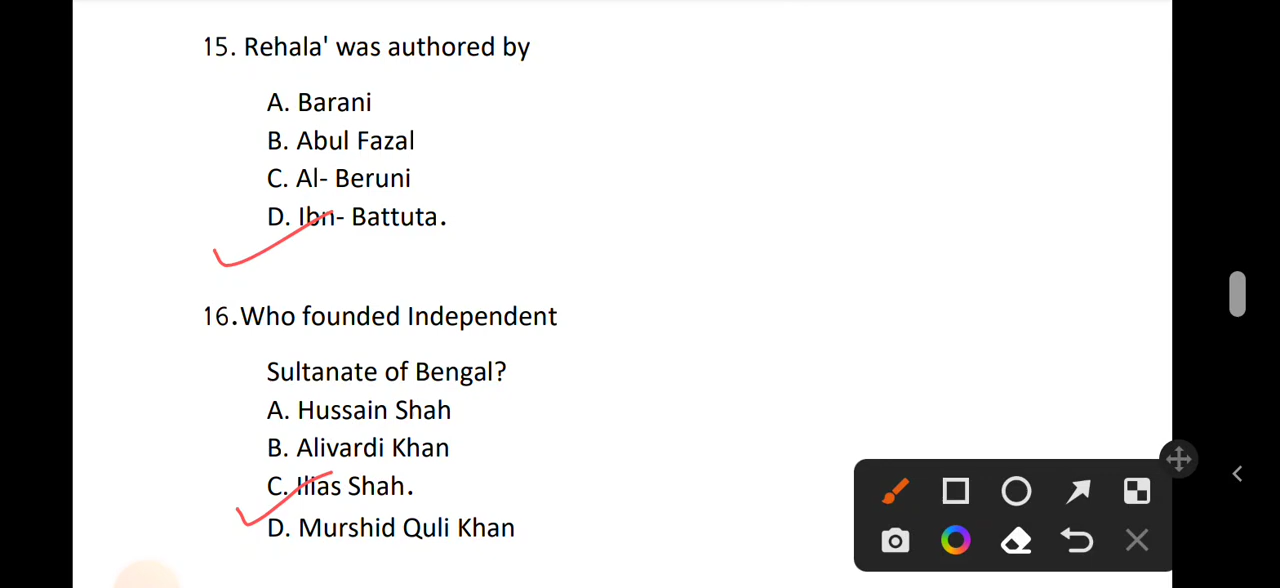 15. Rehala' was authored by
A. Barani
B. Abul Fazal
C. Al- Beruni
D. Ibn- Battuta.
16.Who founded Independent
Sultanate of Bengal?
A. Hussain Shah
B. Alivardi Khan
C. Illias Shah.
D. Murshid Quli Khan